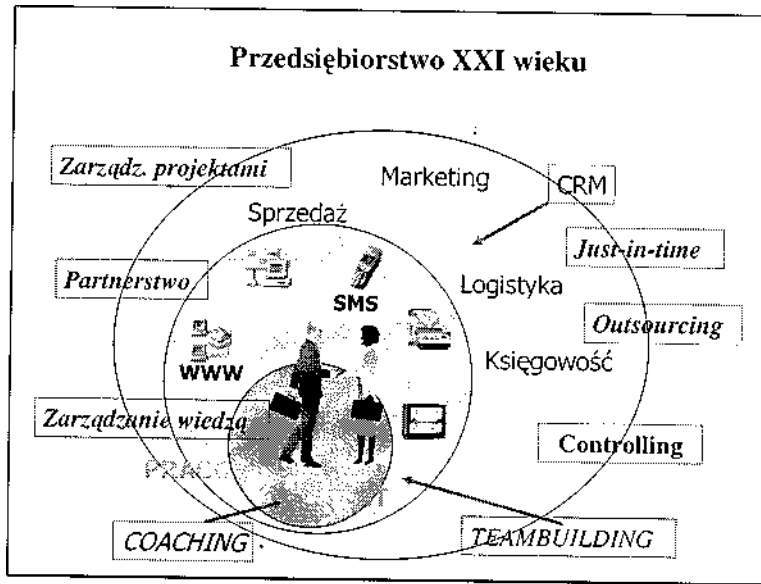 Przedsiębiorstwo XXI wieku
Zarządz. projektami
Marketing
CRM
Sprzedaż
Just-in-time
Partnerstwo
SMS
Logistyka
Outsourcing
WWW
Księgowość
Zarządzanie wiedzą
Controlling
COACHING
TEAMBUILDING